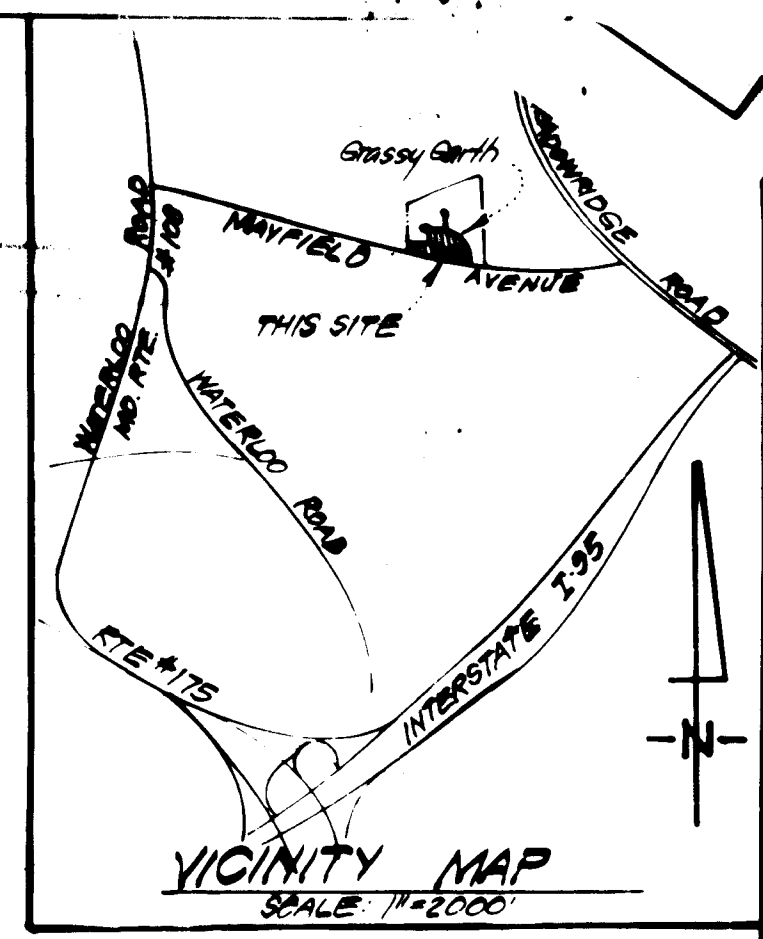 Grassy Garth
ROAD
#108
MAYFIELD
AVENUE
THIS SITE
ROAD
WATERLOO
MD. RTE.
WATERLOO
ROAD
INTERSTATE I-95
RTE #175
-N-
VICINITY MAP
SCALE: 1"=2000'